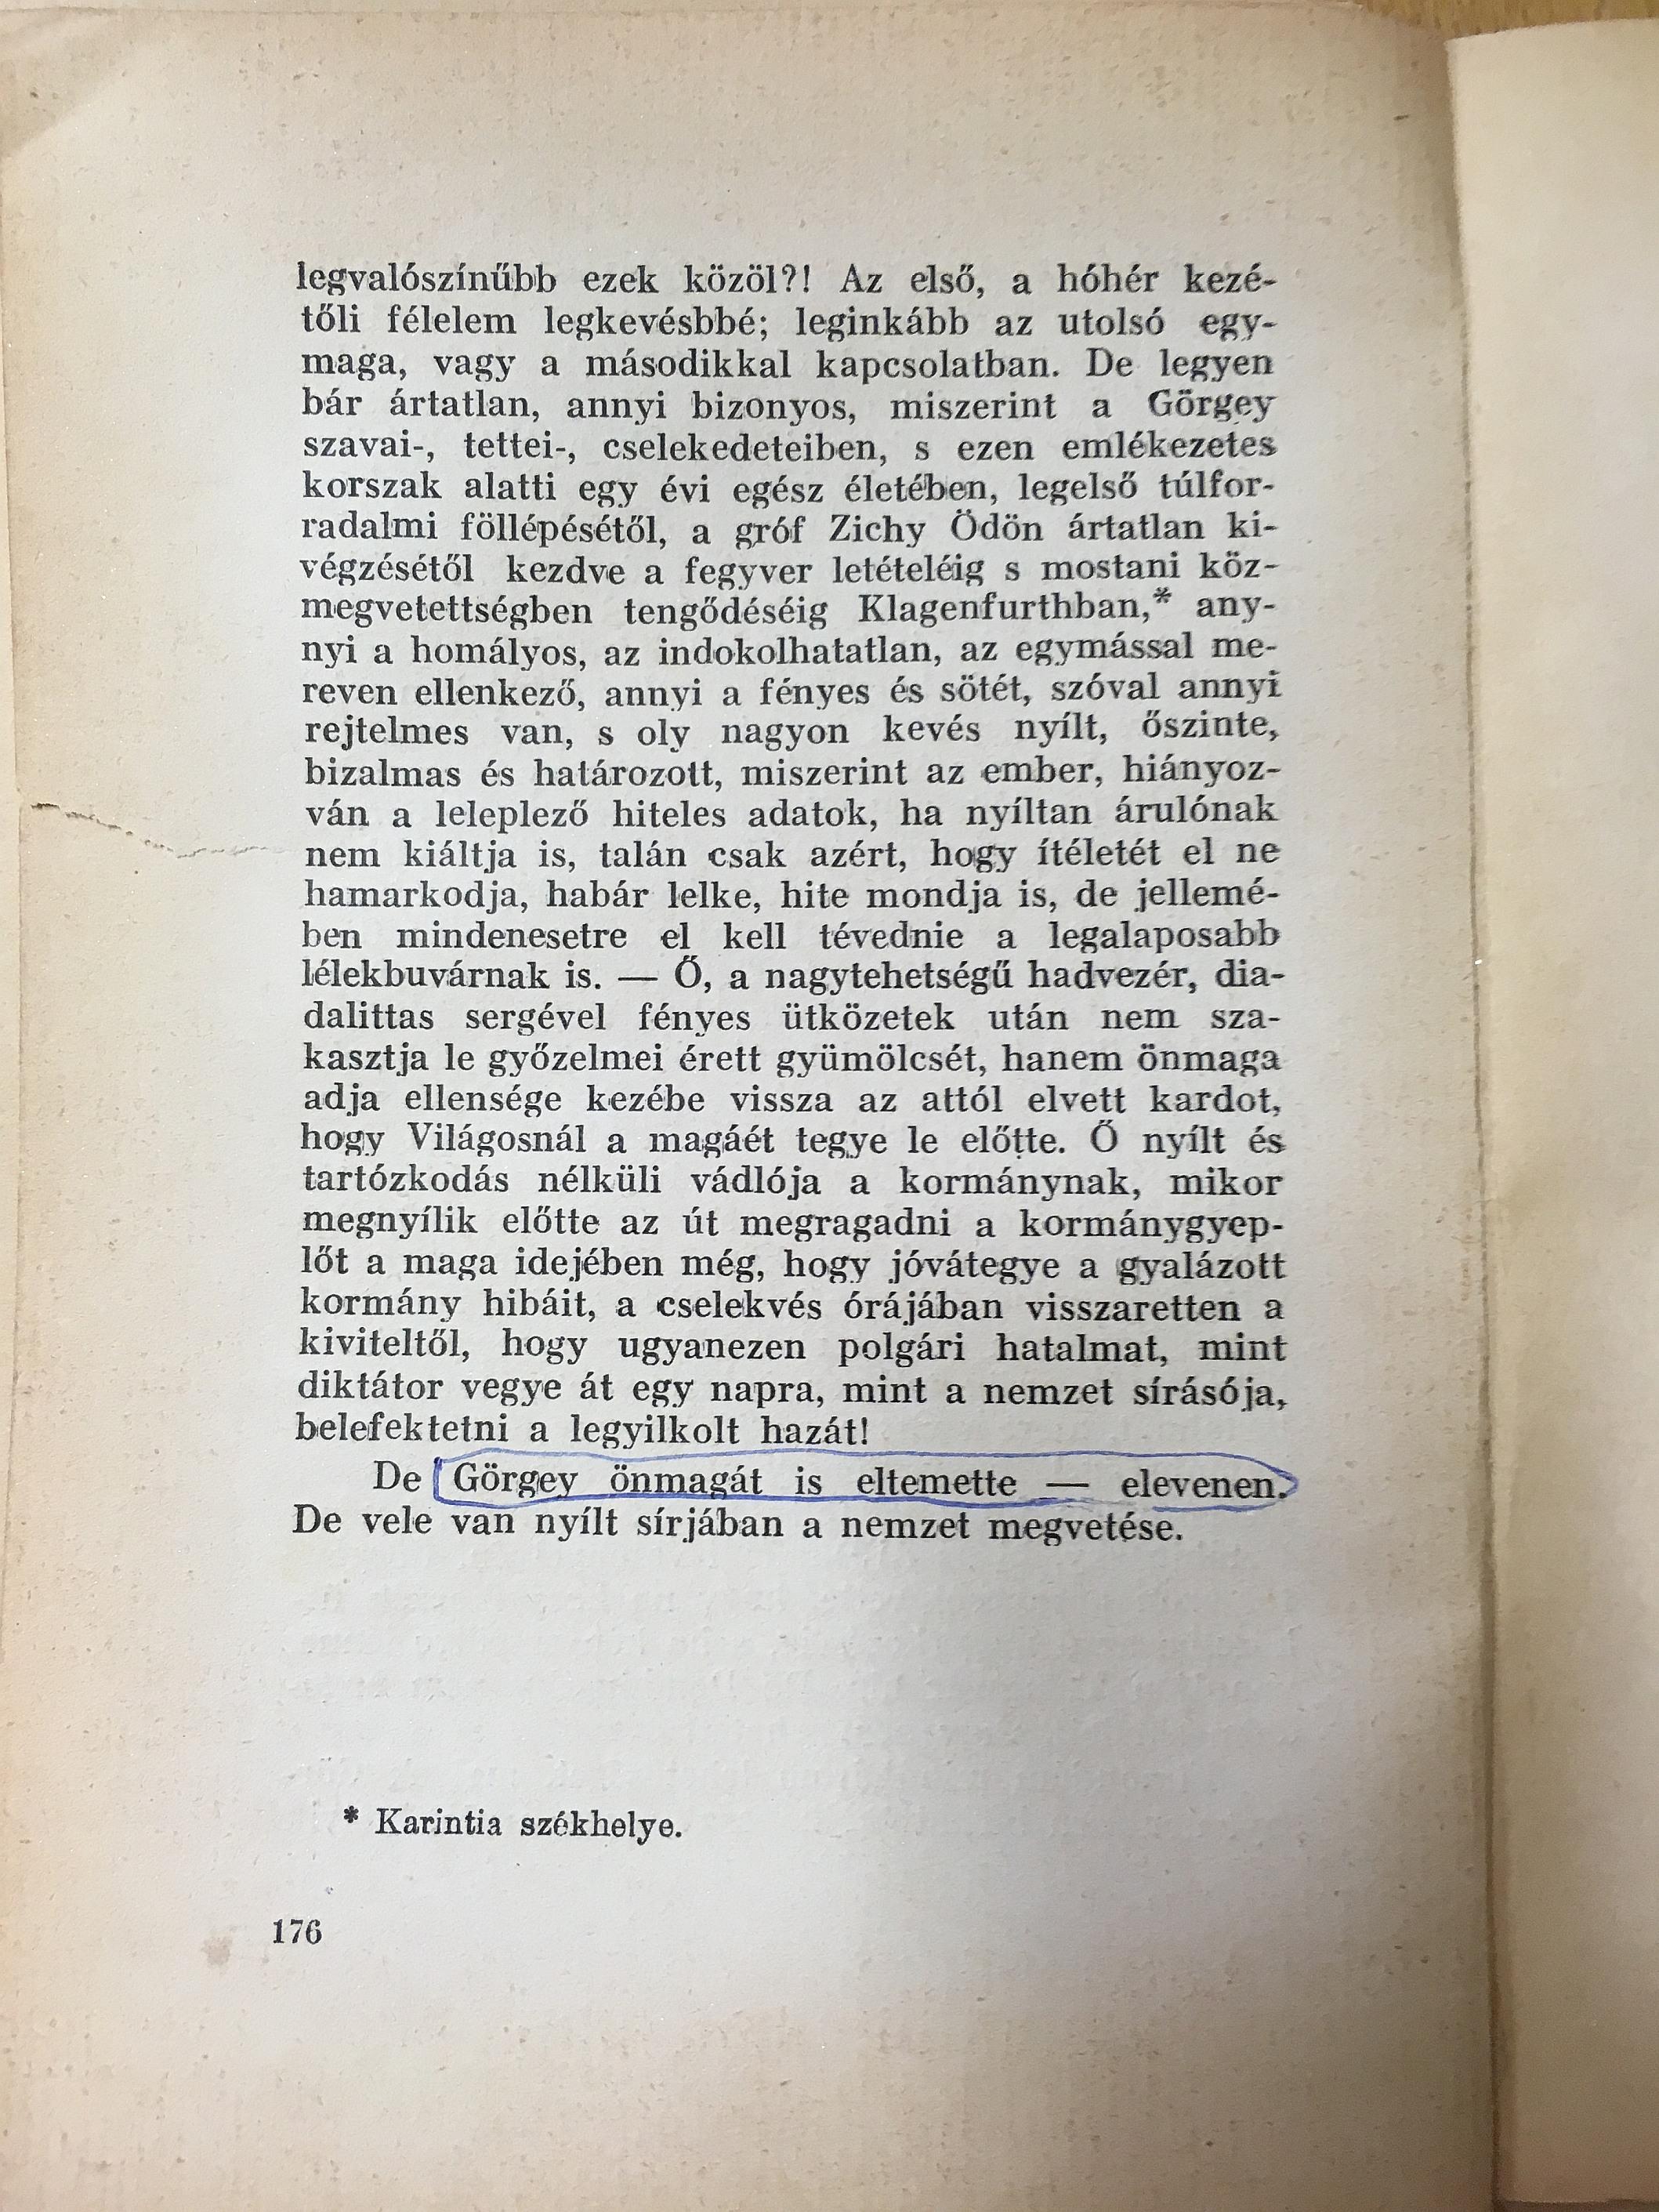 legvalószínűbb ezek közöl?! Az első, a hóhér kezé-
től​i félelem legkevésbbé; leginkább az utolsó egy-
maga, vagy a másodikkal kapcsolatban. De legyen
bár ártatlan, annyi bizonyos, miszerint a Görgey
szavai-, tettei-, cselekedeteiben, s ezen emlékezetes
korszak alatti egy évi egész életében, legelső túlfor-
radalmi föllépésétől, a gróf Zichy Ödön ártatlan ki-
végzésétől kezdve a fegyver letételéig s mostani köz-
megvetettségben tengődéséig Klagenfurthban,* any-
nyi a homályos, az indokolhatatlan, az egymással me-
reven ellenkező, annyi a fényes és sötét, szóval annyi
rejtelmes van, s oly nagyon kevés nyílt, őszinte,
bizalmas és határozott, miszerint az ember, hiányoz-
ván a leleplező hiteles adatok, ha nyíltan árulónak
nem kiáltja is, talán csak azért, hogy ítéletét el ne
hamarkodja, habár lelke, hite mondja is, de jellemé-
ben mindenesetre el kell tévednie a legalaposabb
lélekbuvárnak is. — Ő, a nagytehetségű hadvezér, dia-
dalittas sergével fényes ütközetek után nem sza-
kasztja le győzelmei érett gyümölcsét, hanem önmaga
adja ellensége kezébe vissza az attól elvett kardot,
hogy Világosnál a magáét tegye le előtte. Ő nyílt és
tartózkodás nélküli vádlója a kormánynak, mikor
megnyílik előtte az út megragadni a kormánygyep-
lőt a maga idejében még, hogy jóvátegye a gyalázott
kormány hibáit, a cselekvés órájában visszaretten a
kiviteltől, hogy ugyanezen polgári hatalmat, mint
diktátor vegye át egy napra, mint a nemzet sírásója,
belefektetni a legyilkolt hazát!
De Görgey önmagát is eltemette — elevenen.
De vele van nyílt sírjában a nemzet megvetése.
* Karintia székhelye.
176